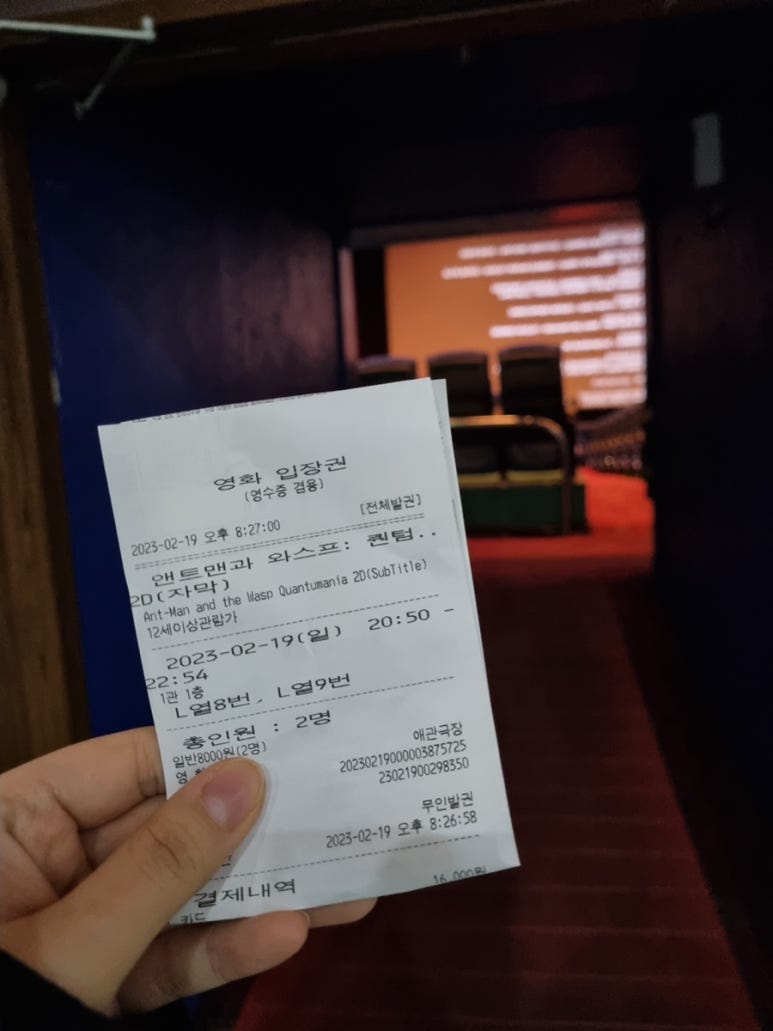 영화 입장권
(영수증 겸용)
[전체발권]
2023-02-19 오후 8:27:00
앤트맨과 와스프: 퀀텀..
2D(자막)
Ant-Man and the Wasp Quantumania 2D(SubTitle)
12세이상관람가
2023-02-19(일) 20:50 -
22:54
1관 1층
L열8번, L열9번
총인원 : 2명
일반8000원(2명)
애관극장
영
20230219000003875725
23021900298350
무인발권
2023-02-19 오후 8:26:58
결제내역
16,000원
카드